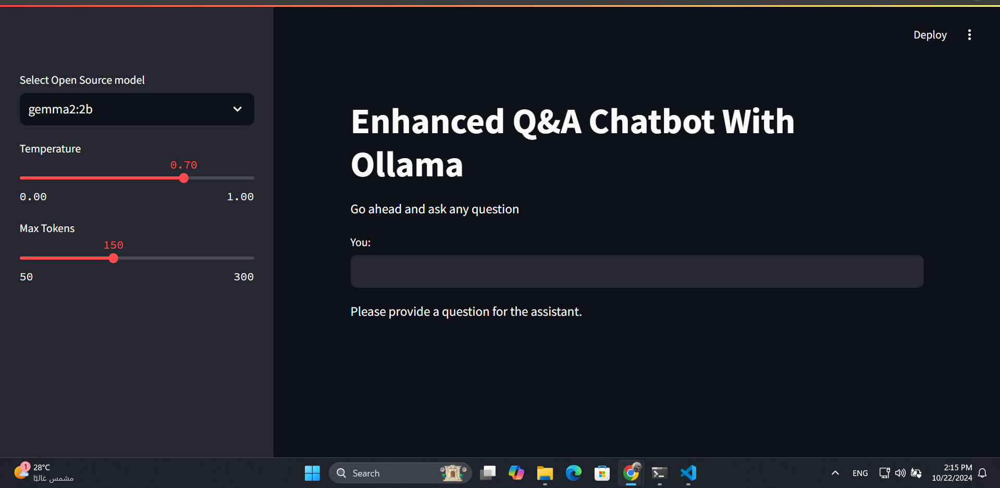 Deploy
Select Open Source model
gemma2:2b
Temperature
0.70
0.00 1.00
Max Tokens
150
50 300
Enhanced Q&A Chatbot With
Ollama
Go ahead and ask any question
You:
Please provide a question for the assistant.
1
28°C
مشمس غالبًا
Search
ENG
2:15 PM
10/22/2024